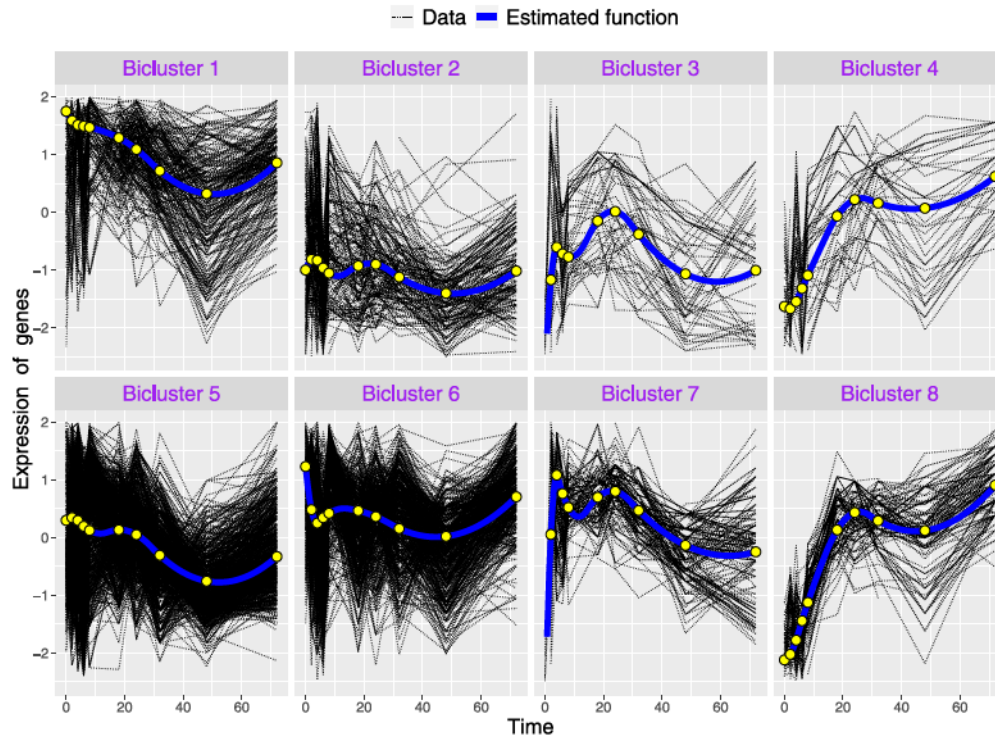 Data Estimated function
Bicluster 1 Bicluster 2 Bicluster 3 Bicluster 4
2
1
0
−1
−2
Bicluster 5 Bicluster 6 Bicluster 7 Bicluster 8
2
1
0
−1
−2
Expression of genes
0 20 40 60 0 20 40 60 0 20 40 60 0 20 40 60
Time